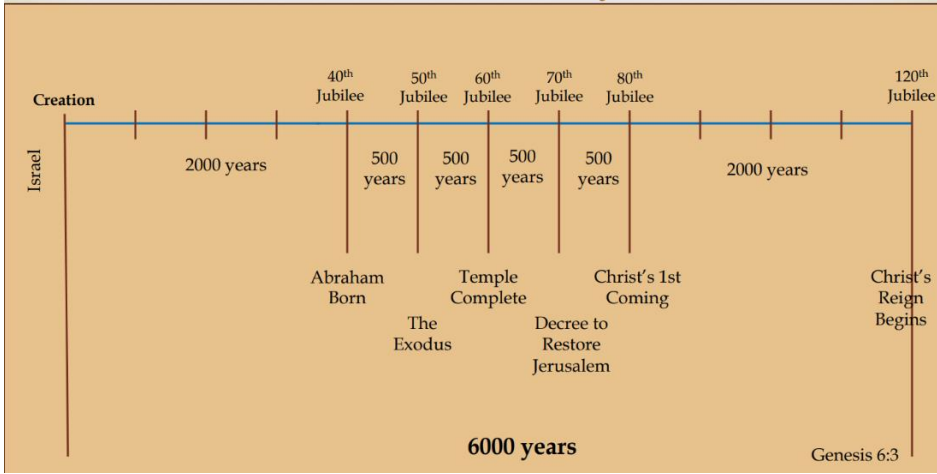 40th
Jubilee
50th
Jubilee
60th
Jubilee
70th
Jubilee
80th
Jubilee
120th
Jubilee
Creation
Israel
2000 years
500
years
500
years
500
years
500
years
2000 years
Abraham
Born
The
Exodus
Temple
Complete
Decree to
Restore
Jerusalem
Christ's 1st
Coming
Christ's
Reign
Begins
6000 years
Genesis 6:3